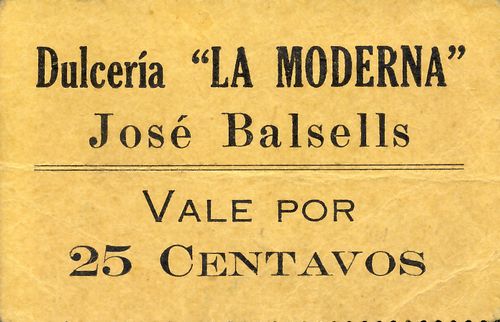 Dulcería “LA MODERNA”
José Balsells
VALE POR
25 CENTAVOS